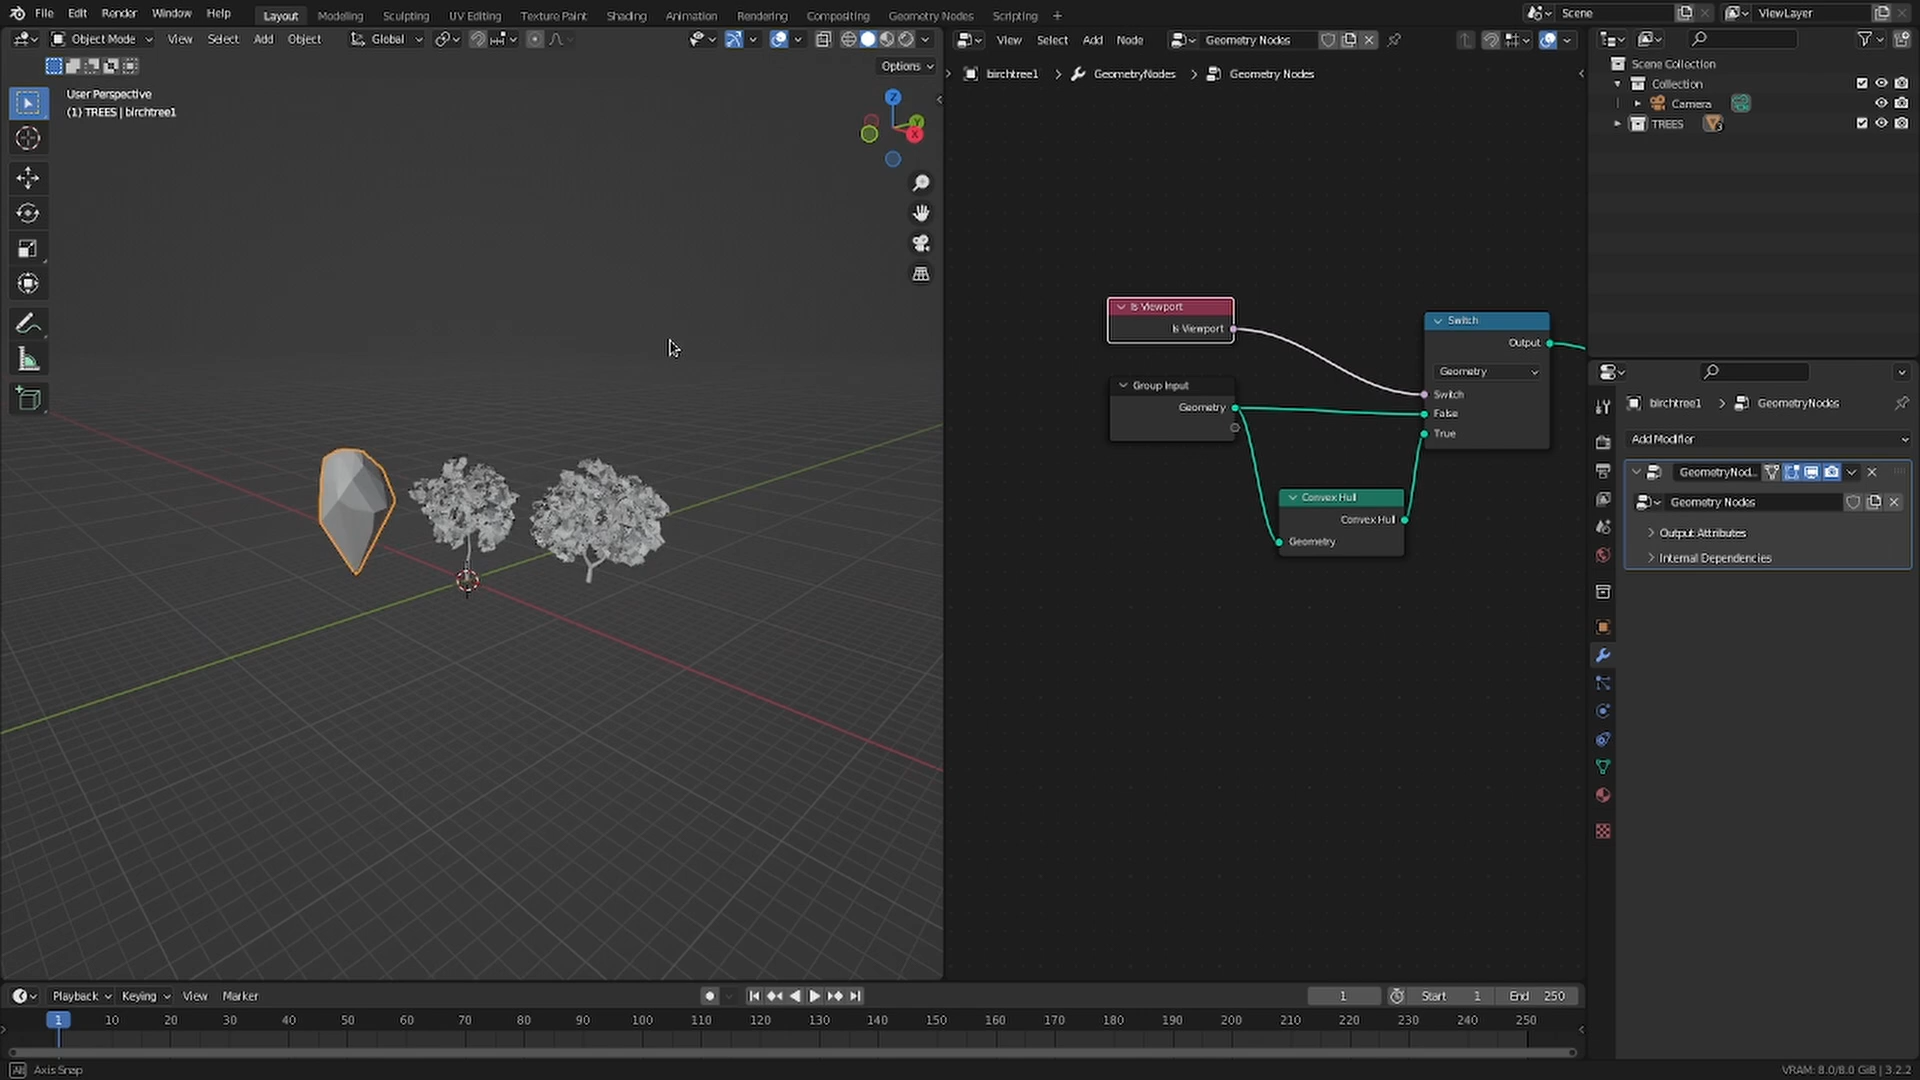 File Edit Render Window Help Layout Modeling Sculpting UV Editing Texture Paint Shading Animation Rendering Compositing Geometry Nodes Scripting + Scene ViewLayer
Object Mode View Select Add Object Global View Select Add Node Geometry Nodes
Options
birchtree1 > GeometryNodes > Geometry Nodes
User Perspective
(1) TREES | birchtree1
Z
Y
X
Scene Collection
Collection
Camera
TREES
3
Is Viewport
Is Viewport
Group Input
Geometry
Switch
Output
Geometry
Switch
False
True
Convex Hull
Convex Hull
Geometry
birchtree1 > GeometryNodes
Add Modifier
GeometryNod...
Geometry Nodes
Output Attributes
Internal Dependencies
Playback Keying View Marker 1 Start 1 End 250
1 10 20 30 40 50 60 70 80 90 100 110 120 130 140 150 160 170 180 190 200 210 220 230 240 250
Alt Axis Snap
VRAM: 8.0/8.0 GiB | 3.2.2